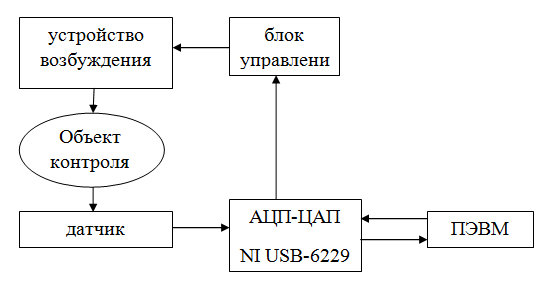 устройство
возбуждения
блок
управлени
Объект
контроля
датчик
АЦП-ЦАП
NI USB-6229
ПЭВМ